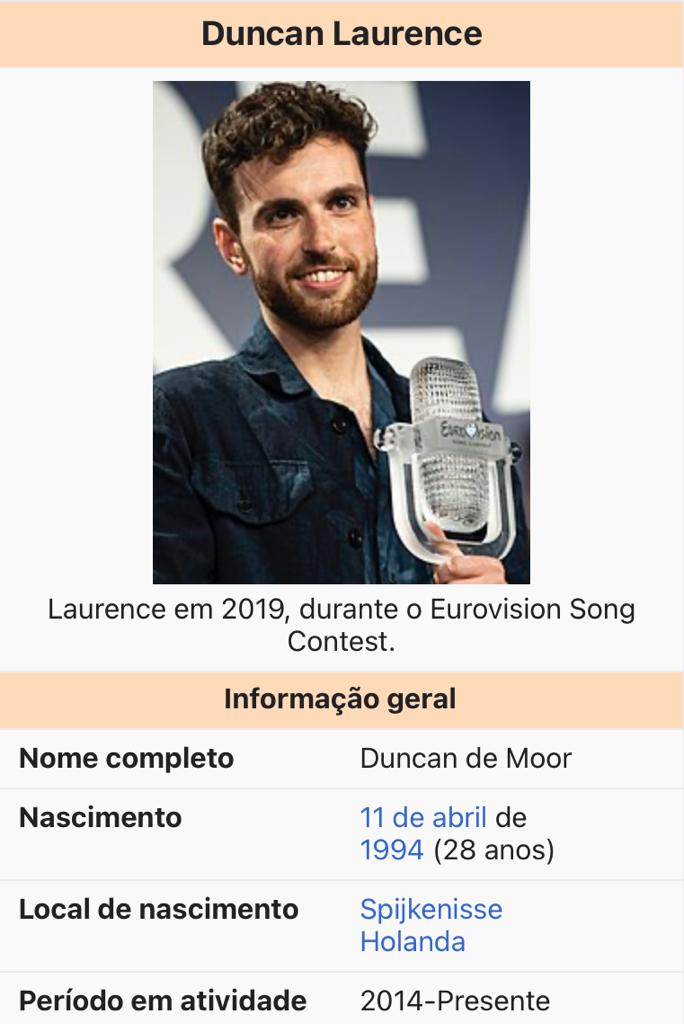 Duncan Laurence
Eurovision
Laurence em 2019, durante o Eurovision Song
Contest.
Informação geral
Nome completo Duncan de Moor
Nascimento 11 de abril de
1994 (28 anos)
Local de nascimento Spijkenisse
Holanda
Período em atividade 2014-Presente